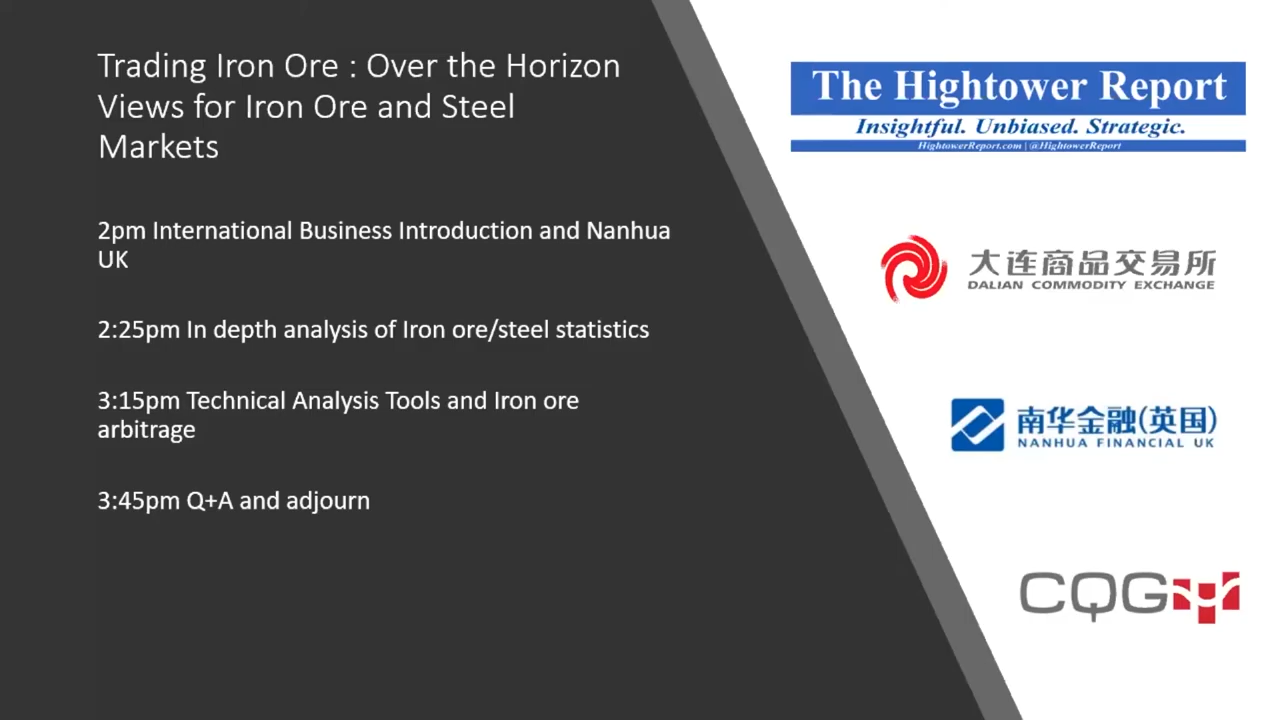 Trading Iron Ore : Over the Horizon
Views for Iron Ore and Steel
Markets
2pm International Business Introduction and Nanhua
UK
2:25pm In depth analysis of Iron ore/steel statistics
3:15pm Technical Analysis Tools and Iron ore
arbitrage
3:45pm Q+A and adjourn
The Hightower Report
Insightful. Unbiased. Strategic.
HightowerReport.com | @HightowerReport
大连商品交易所
DALIAN COMMODITY EXCHANGE
南华金融(英国)
NANHUA FINANCIAL UK
CQG